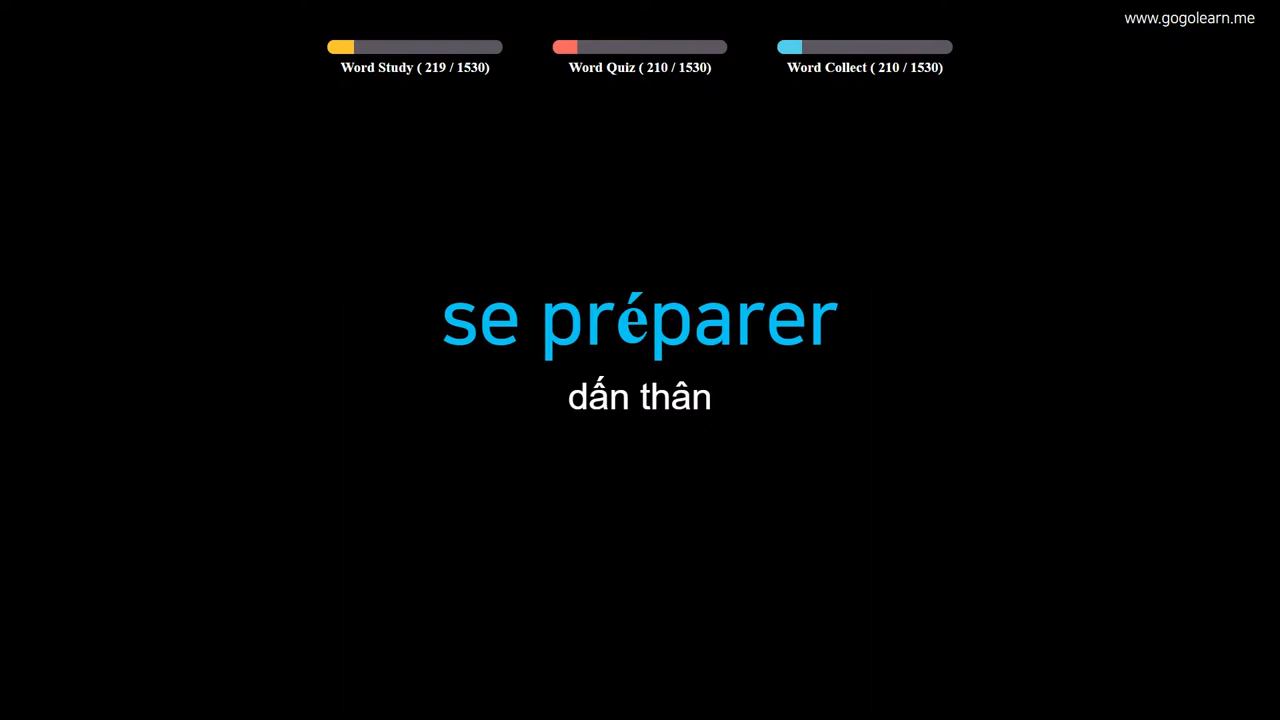 www.gogolearn.me
Word Study ( 219 / 1530)
Word Quiz ( 210 / 1530)
Word Collect ( 210 / 1530)
se préparer
dấn thân